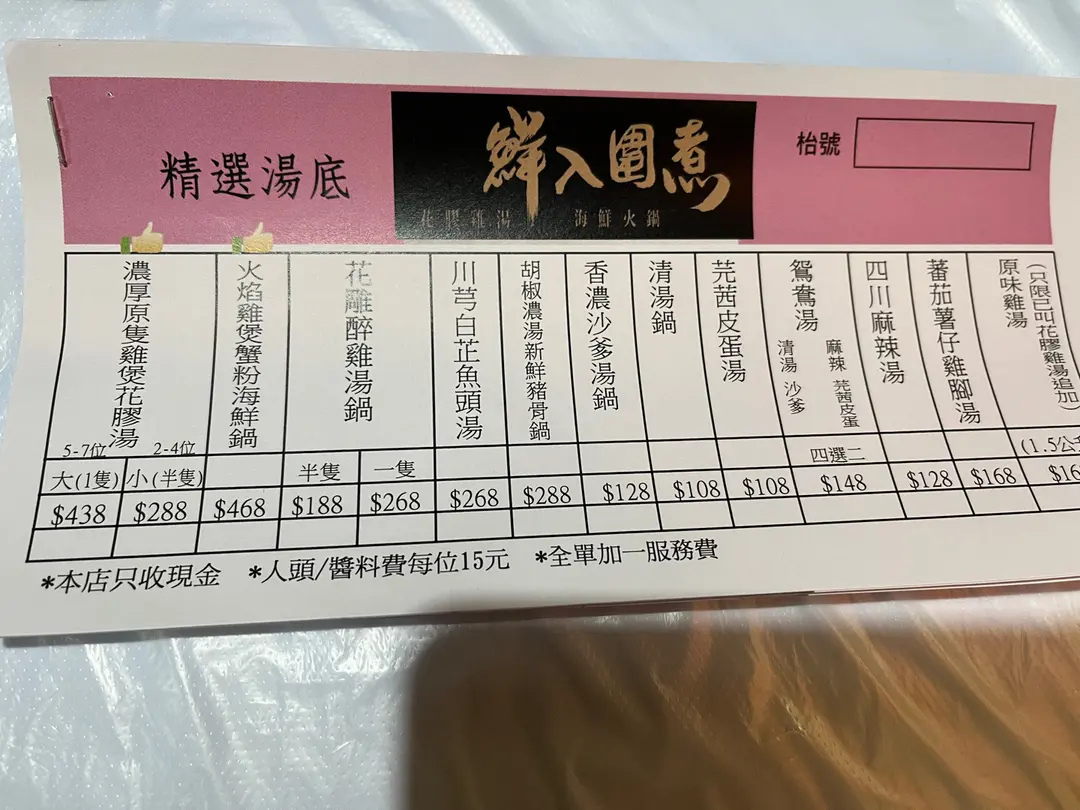 精選湯底
鮮入圍煮
花膠雞湯 海鮮火鍋
枱號
濃厚原隻雞煲花膠湯
5-7位 2-4位
大(1隻) 小(半隻)
$438 $288
火焰雞煲蟹粉海鮮鍋
$468
花雕醉雞湯鍋
半隻 一隻
$188 $268
川芎白芷魚頭湯
$268
胡椒濃湯新鮮豬骨鍋
$288
香濃沙爹湯鍋
$128
清湯鍋
$108
芫茜皮蛋湯
$108
鴛鴦湯
麻辣 芫茜皮蛋
清湯 沙爹
四選二
$148
四川麻辣湯
$128
蕃茄薯仔雞腳湯
$168
(只限已叫花膠雞湯追加)
原味雞湯
(1.5公
$16
*本店只收現金 *人頭/醬料費每位15元 *全單加一服務費